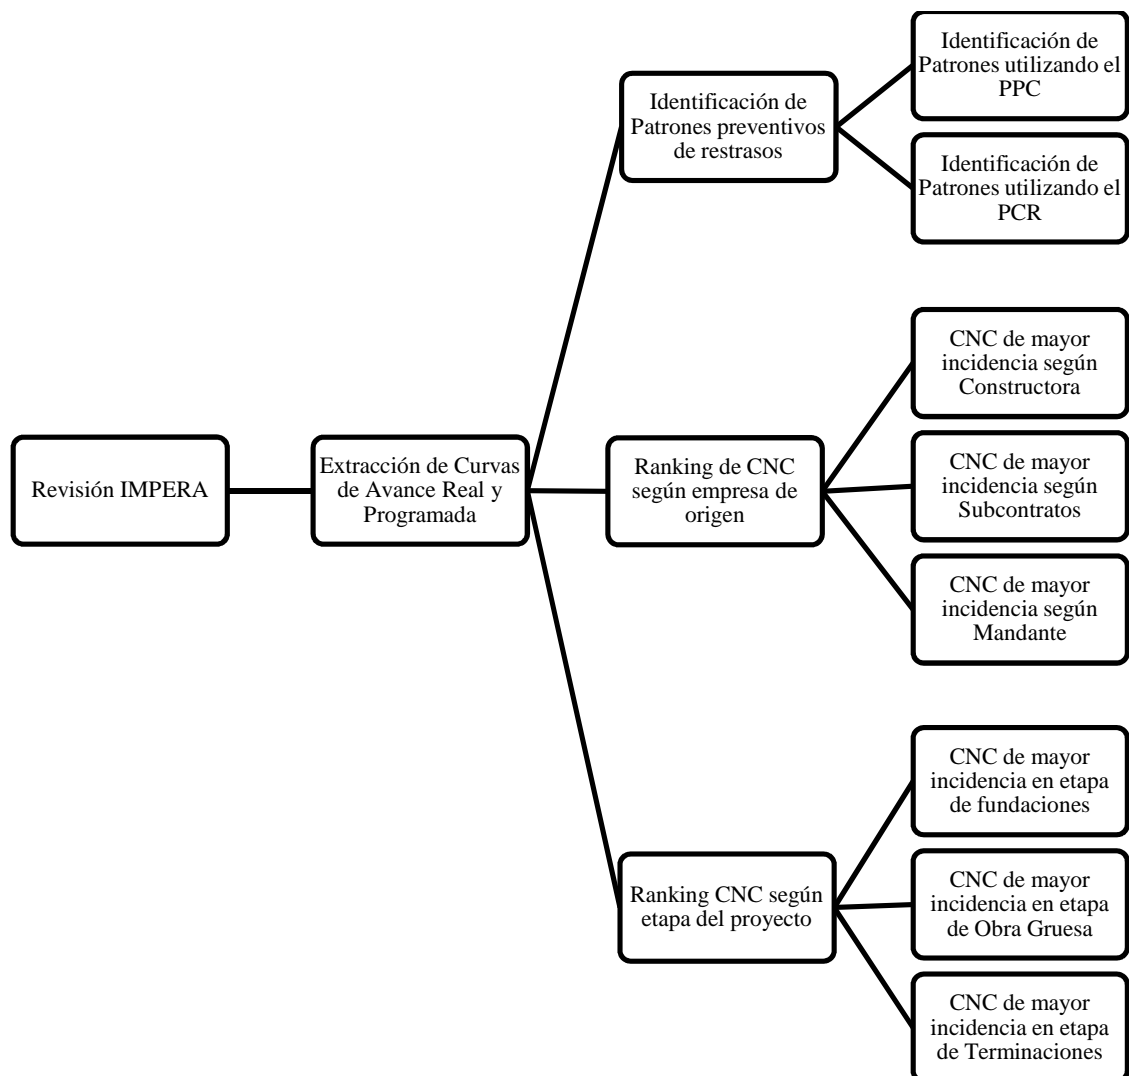 Revisión IMPERA
Extracción de Curvas
de Avance Real y
Programada
Identificación de
Patrones preventivos
de restrasos
Identificación de
Patrones utilizando el
PPC
Identificación de
Patrones utilizando el
PCR
Ranking de CNC
según empresa de
origen
CNC de mayor
incidencia según
Constructora
CNC de mayor
incidencia según
Subcontratos
CNC de mayor
incidencia según
Mandante
Ranking CNC según
etapa del proyecto
CNC de mayor
incidencia en etapa
de fundaciones
CNC de mayor
incidencia en etapa
de Obra Gruesa
CNC de mayor
incidencia en etapa
de Terminaciones